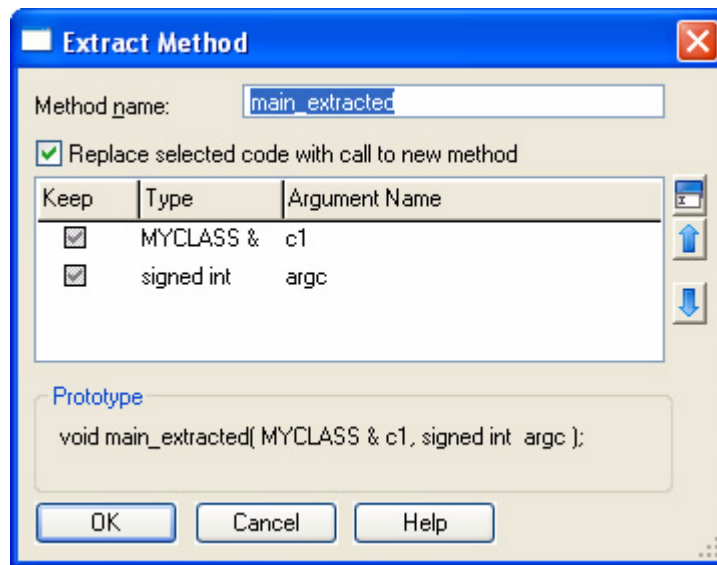 Extract Method
Method name: main_extracted
Replace selected code with call to new method
Keep Type Argument Name
MYCLASS & c1
signed int argc
Prototype
void main_extracted( MYCLASS & c1, signed int  argc );
OK Cancel Help